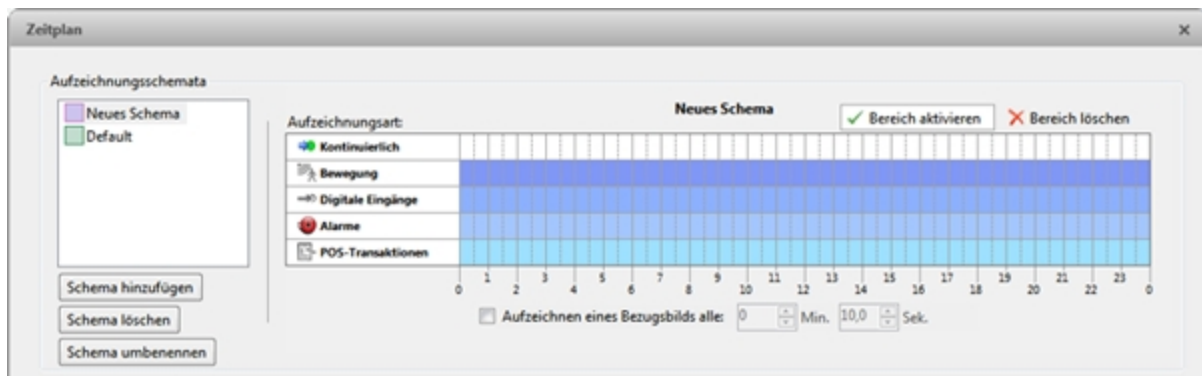 Zeitplan
Aufzeichnungsschemata
Neues Schema
Default
Schema hinzufügen
Schema löschen
Schema umbenennen
Neues Schema
Aufzeichnungsart:
Bereich aktivieren
Bereich löschen
Kontinuierlich
Bewegung
Digitale Eingänge
Alarme
POS-Transaktionen
1 3 5 7 9 11 13 15 17 19 21 23
0 2 4 6 8 10 12 14 16 18 20 22 0
Aufzeichnen eines Bezugsbilds alle: 0 Min. 10,0 Sek.